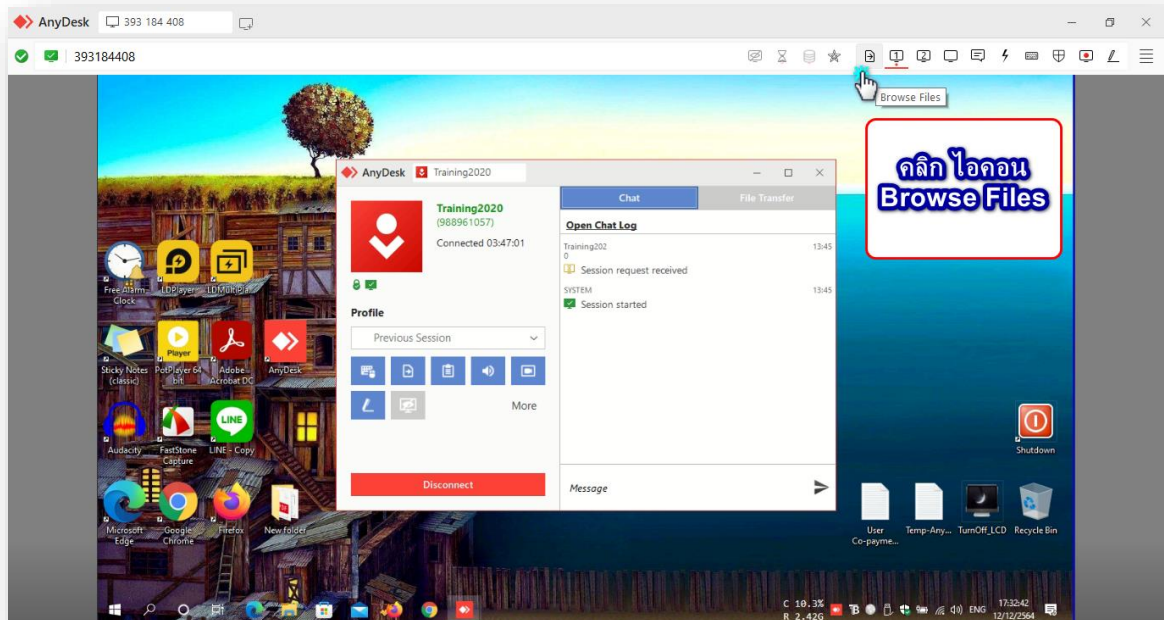 AnyDesk
393 184 408
393184408
Browse Files
คลิก ไอคอน
Browse Files
AnyDesk
Training2020
Training2020
(988961057)
Connected 03:47:01
Profile
Previous Session
More
Disconnect
Chat
File Transfer
Open Chat Log
Training202
0
13:45
Session request received
SYSTEM
13:45
Session started
Message
Free Alarm Clock
LDPlayer
LDMultiPla...
Sticky Notes
(classic)
Player
PotPlayer 64
bit
Adobe
Acrobat DC
AnyDesk
Audacity
FastStone
Capture
LINE
LINE - Copy
Microsoft
Edge
Google
Chrome
Firefox
New folder
Shutdown
User
Co-payme...
Temp-Any...
TurnOff_LCD
Recycle Bin
C 10.3%
R 2.42G
ENG
17:32:42
12/12/2564